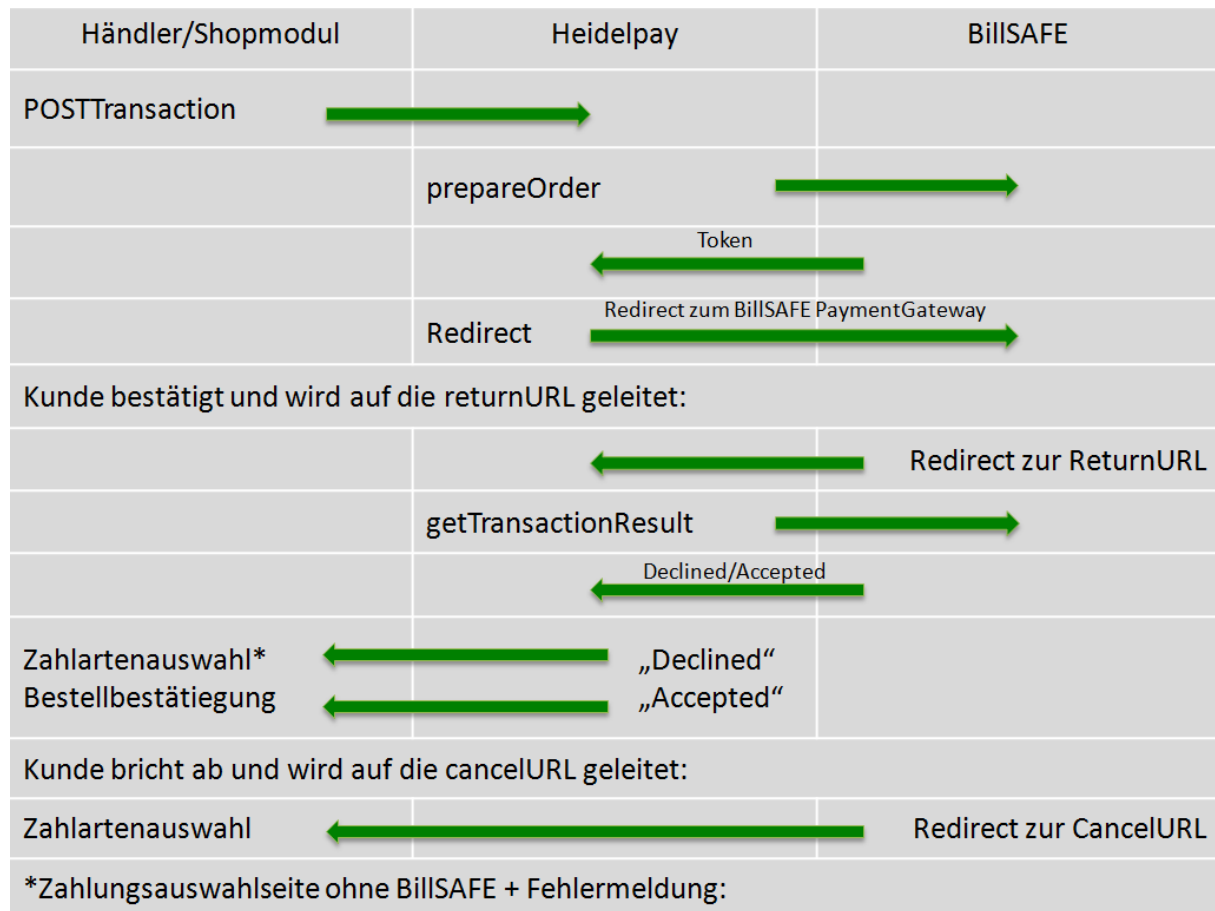 Händler/Shopmodul Heidelpay BillSAFE
POSTTransaction
prepareOrder
Token
Redirect zum BillSAFE PaymentGateway
Redirect
Kunde bestätigt und wird auf die returnURL geleitet:
Redirect zur ReturnURL
getTransactionResult
Declined/Accepted
Zahlartenauswahl* „Declined“
Bestellbestätiegung „Accepted“
Kunde bricht ab und wird auf die cancelURL geleitet:
Zahlartenauswahl Redirect zur CancelURL
*Zahlungsauswahlseite ohne BillSAFE + Fehlermeldung: